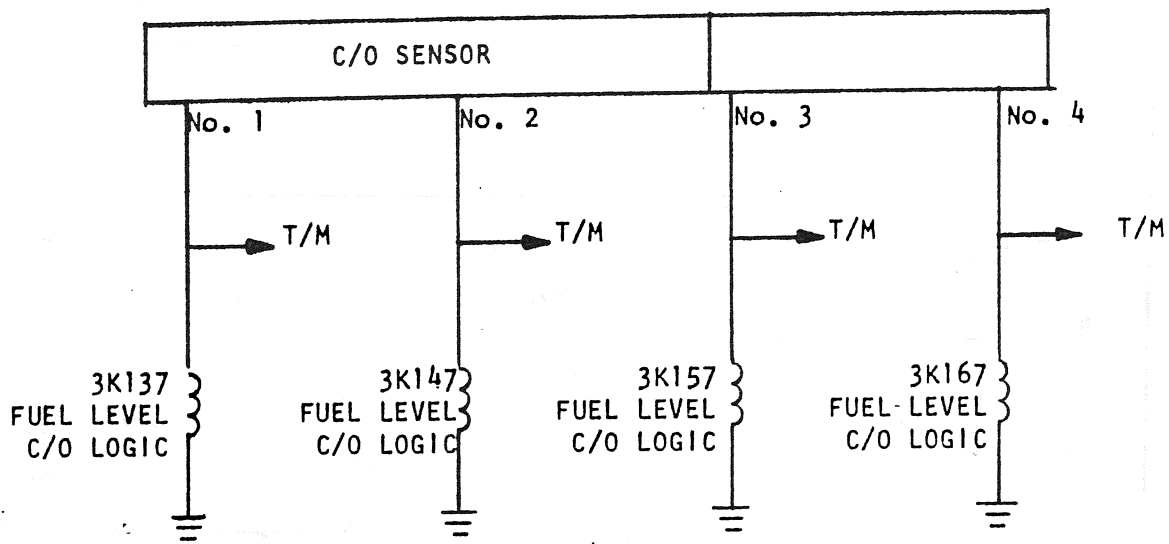 C/O SENSOR
No. 1
No. 2
No. 3
No. 4
T/M
T/M
T/M
T/M
3K137
FUEL LEVEL
C/O LOGIC
3K147
FUEL LEVEL
C/O LOGIC
3K157
FUEL LEVEL
C/O LOGIC
3K167
FUEL-LEVEL
C/O LOGIC